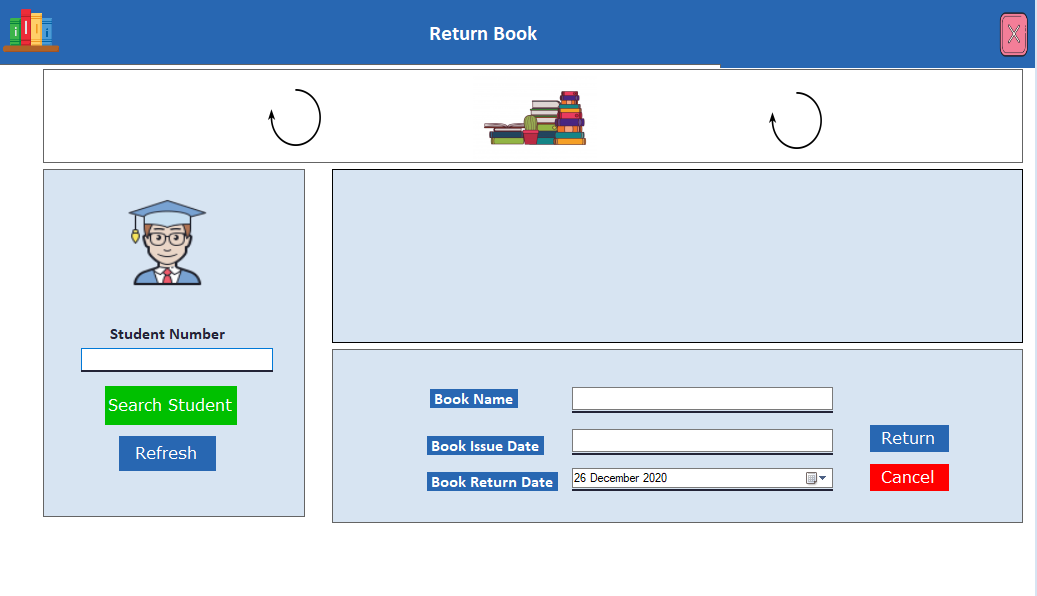 Return Book
X
Student Number
Search Student
Refresh
Book Name
Book Issue Date
Book Return Date
26 December 2020
Return
Cancel